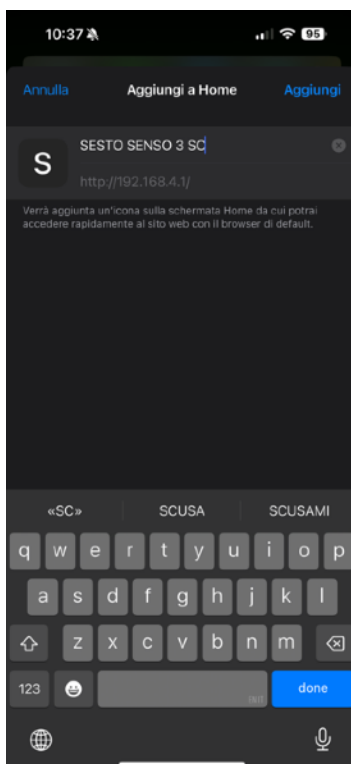 10:37
95
Annulla Aggiungi a Home Aggiungi
S
SESTO SENSO 3 SC
http://192.168.4.1/
Verrà aggiunta un'icona sulla schermata Home da cui potrai
accedere rapidamente al sito web con il browser di default.
«SC» SCUSA SCUSAMI
q w e r t y u i o p
a s d f g h j k l
z x c v b n m
123 done